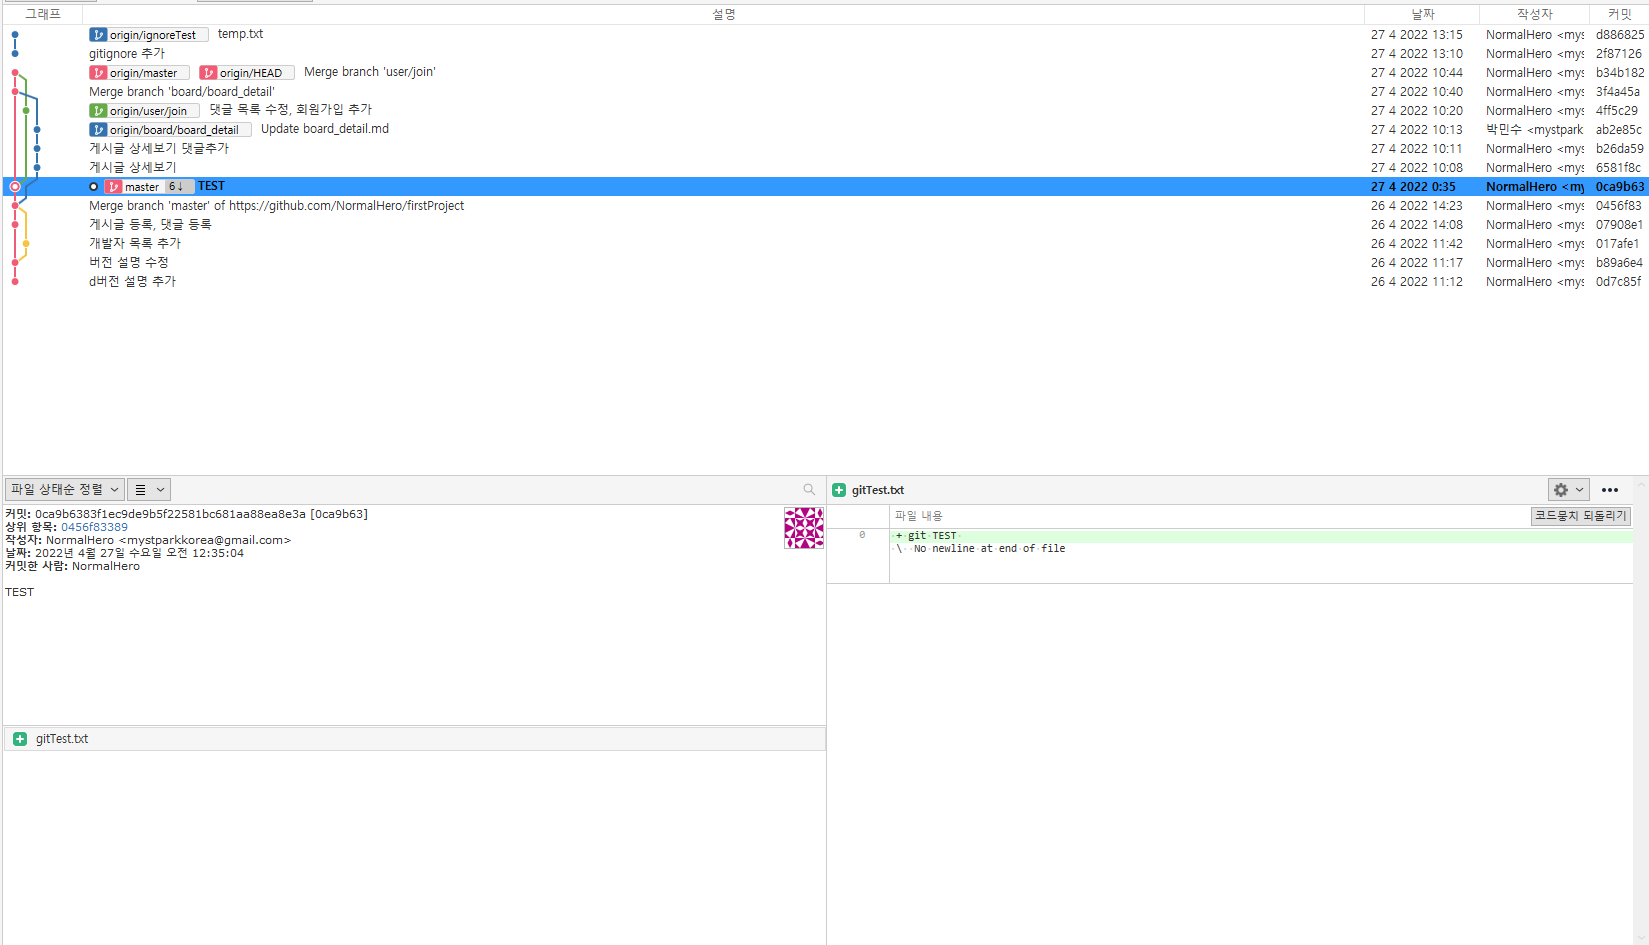 그래프 설명 날짜 작성자 커밋
origin/ignoreTest temp.txt 27 4 2022 13:15 NormalHero <mys d886825
gitignore 추가 27 4 2022 13:10 NormalHero <mys 2f87126
origin/master origin/HEAD Merge branch 'user/join' 27 4 2022 10:44 NormalHero <mys b34b182
Merge branch 'board/board_detail' 27 4 2022 10:40 NormalHero <mys 3f4a45a
origin/user/join 댓글 목록 수정, 회원가입 추가 27 4 2022 10:20 NormalHero <mys 4ff5c29
origin/board/board_detail Update board_detail.md 27 4 2022 10:13 박민수 <mystpark ab2e85c
게시글 상세보기 댓글추가 27 4 2022 10:11 NormalHero <mys b26da59
게시글 상세보기 27 4 2022 10:08 NormalHero <mys 6581f8c
master 6↓ TEST 27 4 2022 0:35 NormalHero <my 0ca9b63
Merge branch 'master' of https://github.com/NormalHero/firstProject 26 4 2022 14:23 NormalHero <mys 0456f83
게시글 등록, 댓글 등록 26 4 2022 14:08 NormalHero <mys 07908e1
개발자 목록 추가 26 4 2022 11:42 NormalHero <mys 017afe1
버전 설명 수정 26 4 2022 11:17 NormalHero <mys b89a6e4
d버전 설명 추가 26 4 2022 11:12 NormalHero <mys 0d7c85f
파일 상태순 정렬
커밋: 0ca9b6383f1ec9de9b5f22581bc681aa88ea8e3a [0ca9b63]
상위 항목: 0456f83389
작성자: NormalHero <mystparkkorea@gmail.com>
날짜: 2022년 4월 27일 수요일 오전 12:35:04
커밋한 사람: NormalHero
TEST
gitTest.txt
gitTest.txt
파일 내용 코드뭉치 되돌리기
0 + git TEST
\ No newline at end of file